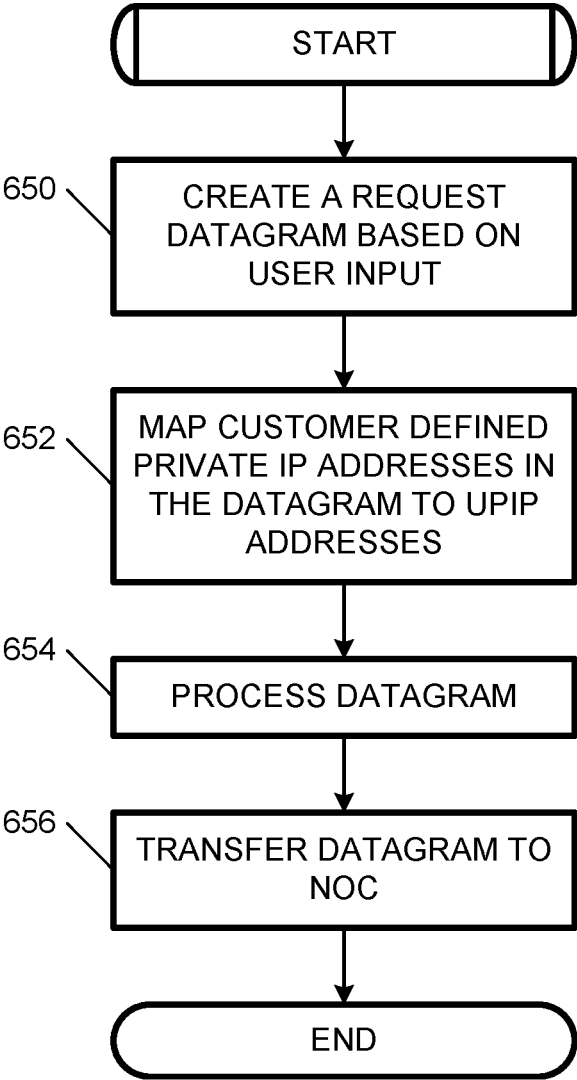 START
650
CREATE A REQUEST
DATAGRAM BASED ON
USER INPUT
652
MAP CUSTOMER DEFINED
PRIVATE IP ADDRESSES IN
THE DATAGRAM TO UPIP
ADDRESSES
654
PROCESS DATAGRAM
656
TRANSFER DATAGRAM TO
NOC
END